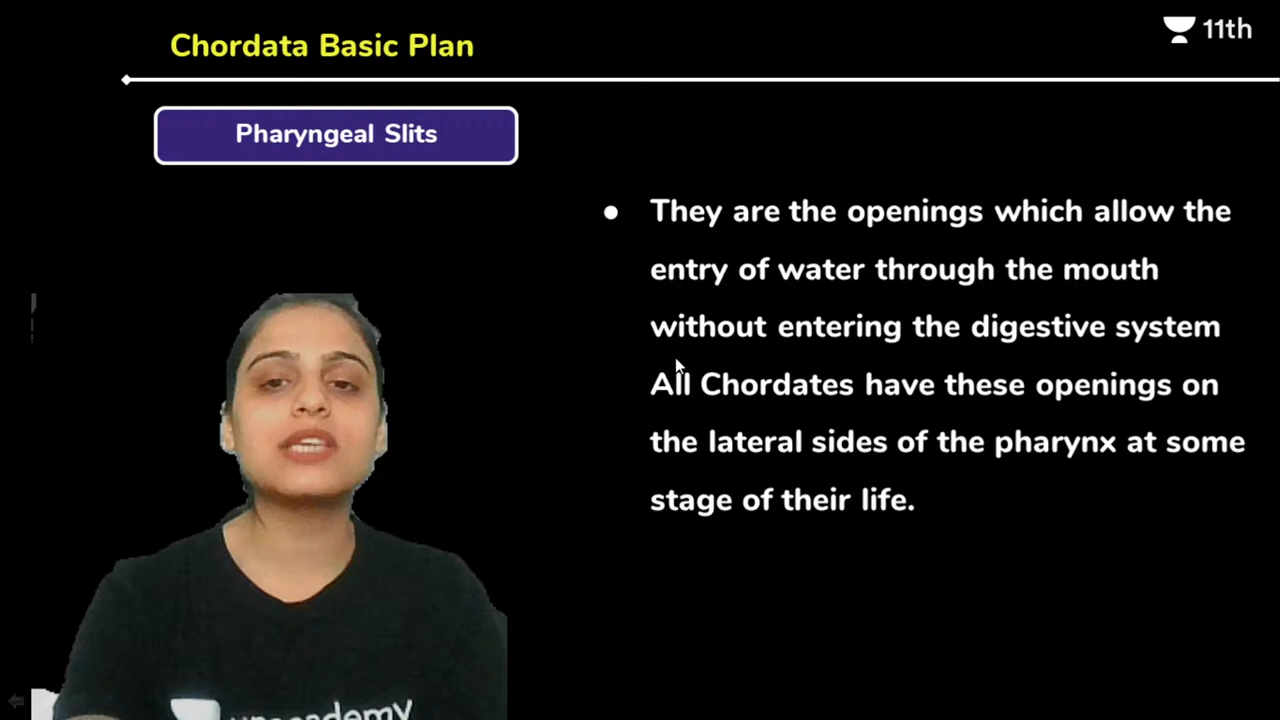 Chordata Basic Plan
11th
Pharyngeal Slits
● They are the openings which allow the
entry of water through the mouth
without entering the digestive system
All Chordates have these openings on
the lateral sides of the pharynx at some
stage of their life.